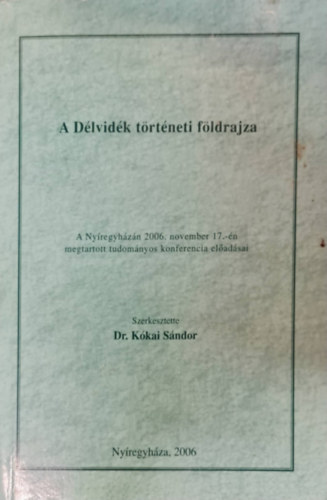 A Délvidék történeti földrajza
A Nyíregyházán 2006. november 17.-én
megtartott tudományos konferencia előadásai
Szerkesztette
Dr. Kókai Sándor
Nyíregyháza, 2006